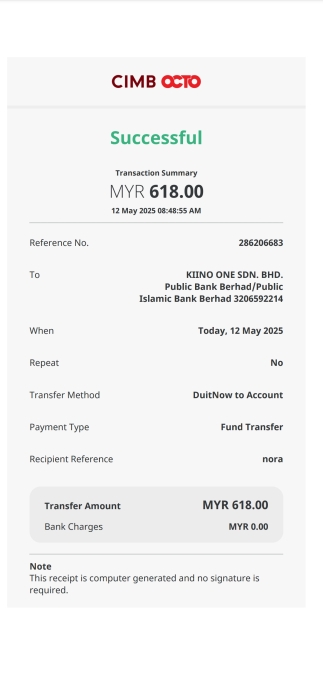 CIMB OCTO
Successful
Transaction Summary
MYR 618.00
12 May 2025 08:48:55 AM
Reference No. 286206683
To KIINO ONE SDN. BHD.
Public Bank Berhad/Public
Islamic Bank Berhad 3206592214
When Today, 12 May 2025
Repeat No
Transfer Method DuitNow to Account
Payment Type Fund Transfer
Recipient Reference nora
Transfer Amount MYR 618.00
Bank Charges MYR 0.00
Note
This receipt is computer generated and no signature is
required.